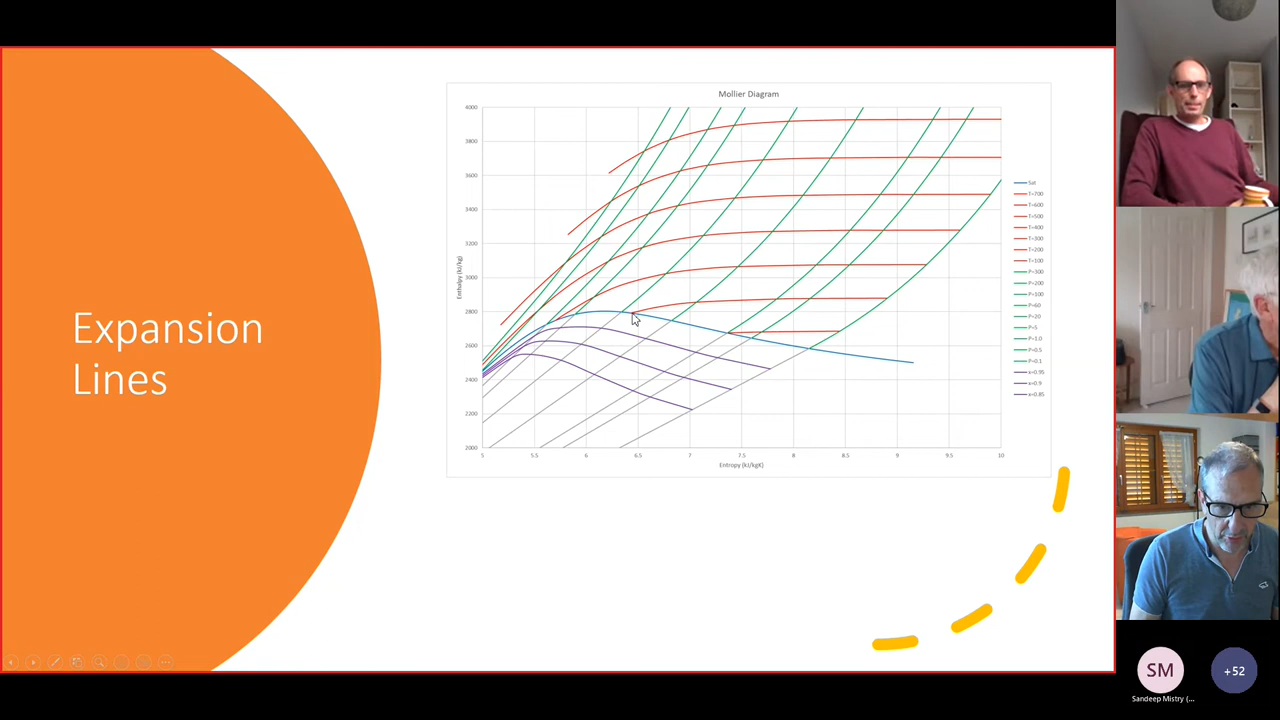 Expansion
Lines
Mollier Diagram
4000
3800
3600
3400
3200
3000
2800
2600
2400
2200
2000
Enthalpy (kJ/kg)
5
5.5
6
6.5
7
7.5
8
8.5
9
9.5
10
Entropy (kJ/kgK)
Sat
T=700
T=600
T=500
T=400
T=300
T=200
T=100
P=300
P=200
P=100
P=60
P=20
P=5
P=1.0
P=0.5
P=0.1
x=0.95
x=0.9
x=0.85
SM
+52
Sandeep Mistry (...